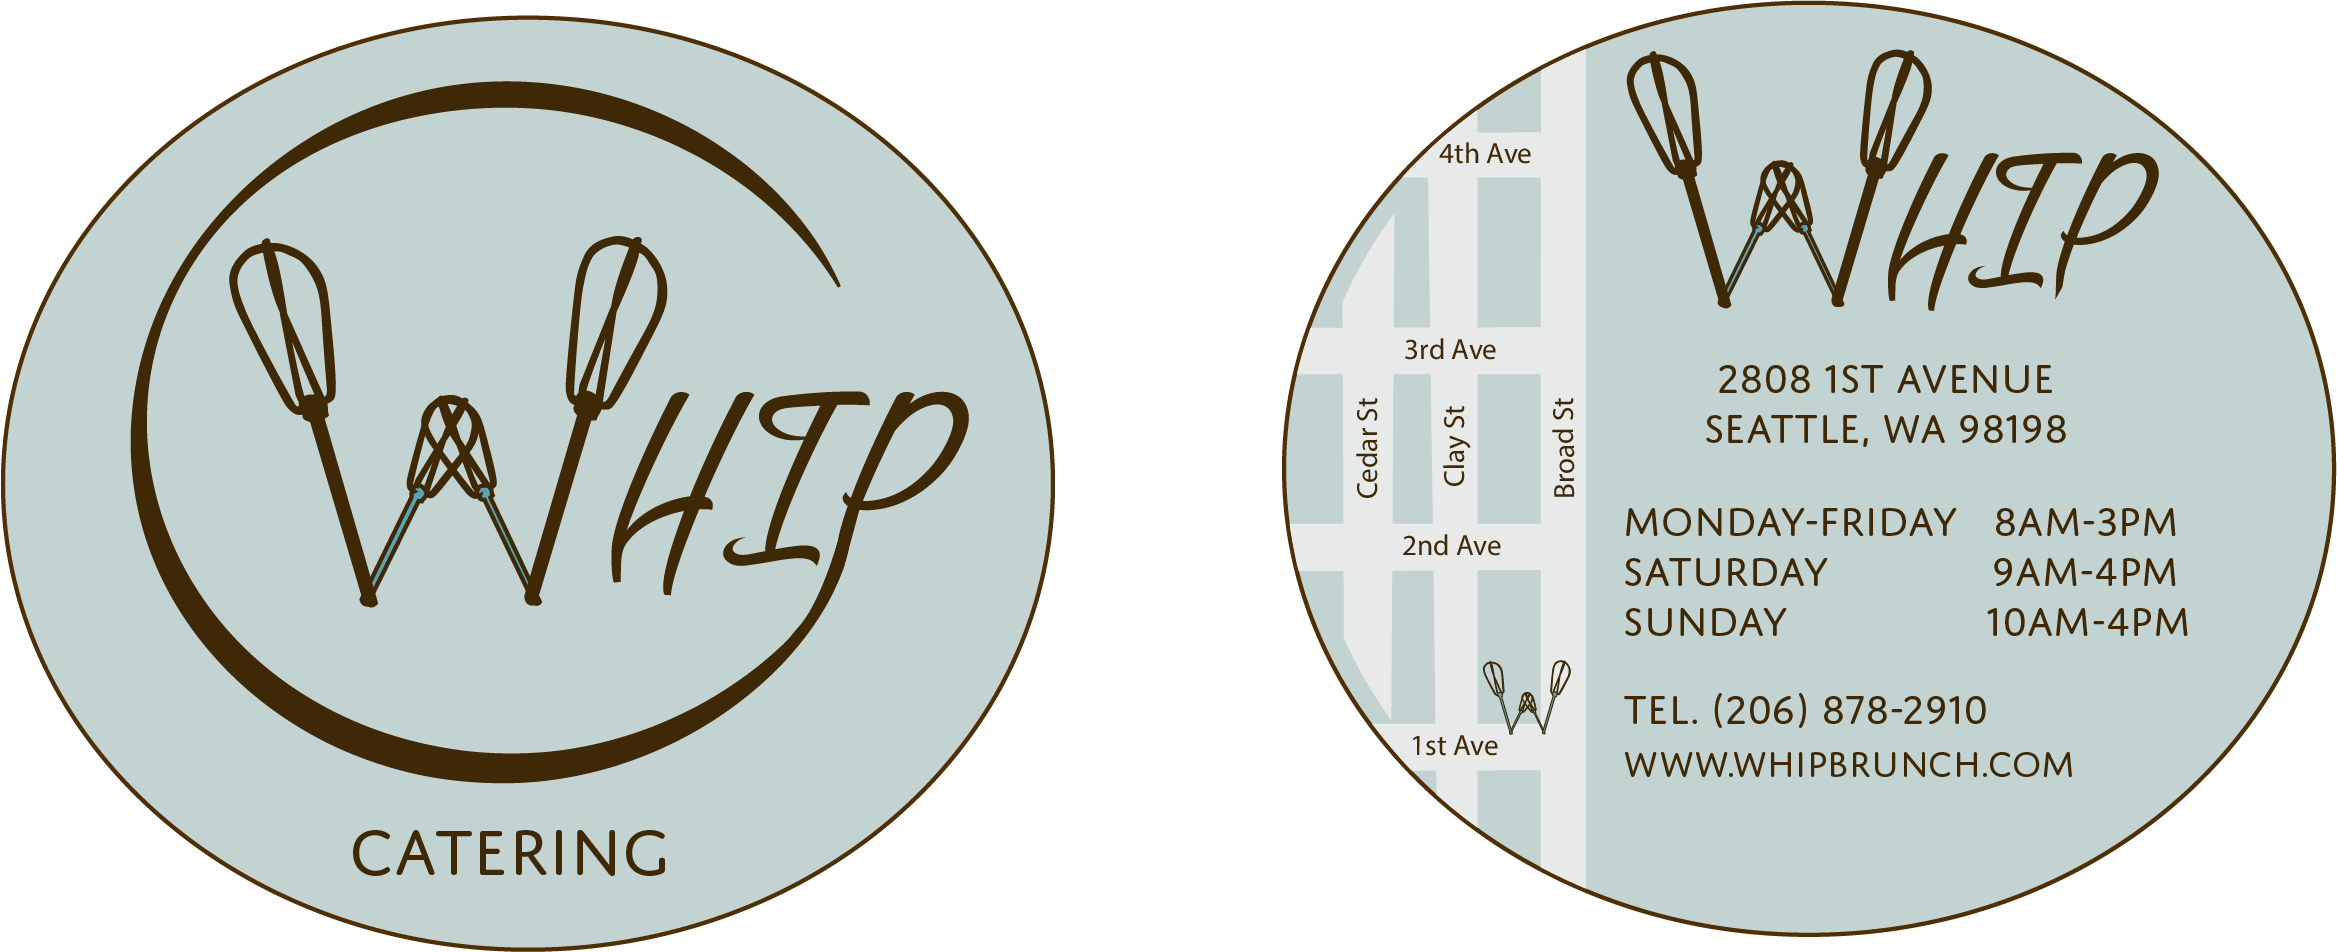 WHIP
CATERING
4th Ave
3rd Ave
Cedar St
Clay St
Broad St
2nd Ave
W
1st Ave
WHIP
2808 1ST AVENUE
SEATTLE, WA 98198
MONDAY-FRIDAY 8AM-3PM
SATURDAY 9AM-4PM
SUNDAY 10AM-4PM
TEL. (206) 878-2910
WWW.WHIPBRUNCH.COM